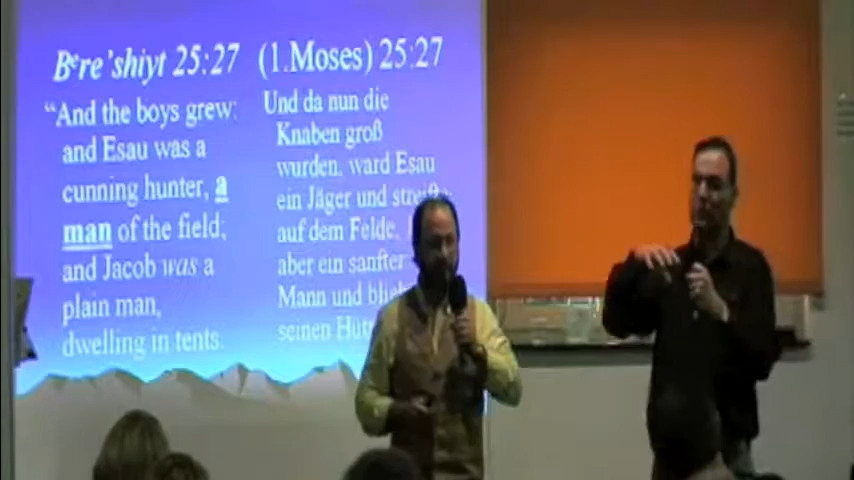 Bᵉre’shiyt 25:27
“And the boys grew:
and Esau was a
cunning hunter, a
man of the field;
and Jacob was a
plain man,
dwelling in tents.
(1.Moses) 25:27
Und da nun die
Knaben groß
wurden, ward Esau
ein Jäger und streifte
auf dem Felde,
aber ein sanfter
Mann und
seinen